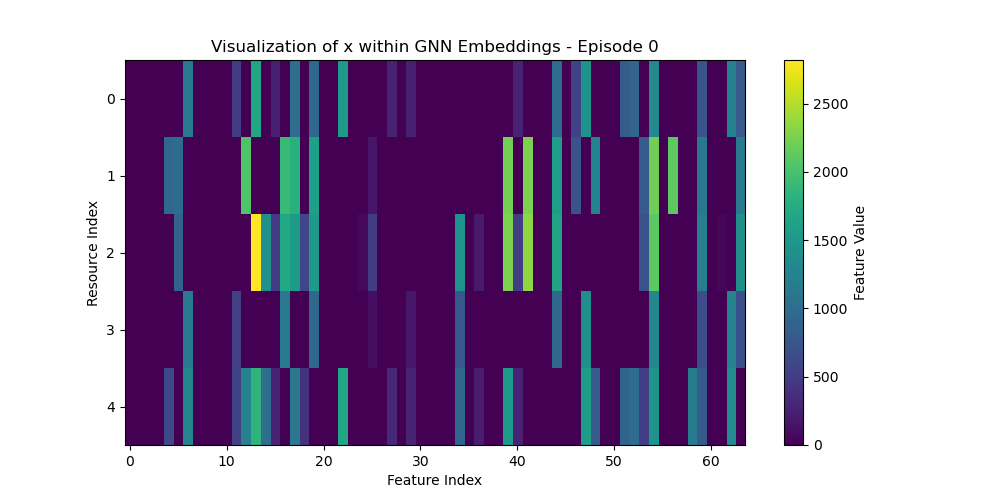 Visualization of x within GNN Embeddings - Episode 0
0
1
2
3
4
Resource Index
0 10 20 30 40 50 60
Feature Index
2500
2000
1500
1000
500
0
Feature Value